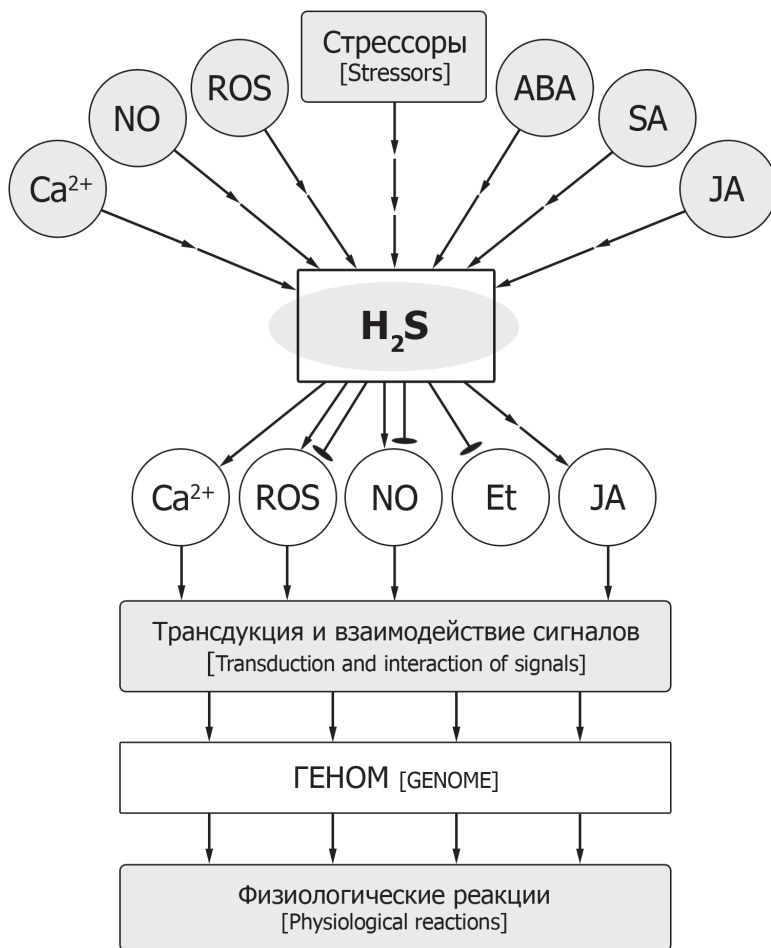 Стрессоры
[Stressors]
ROS
ABA
NO
SA
Ca²⁺
JA
H₂S
Ca²⁺
ROS
NO
Et
JA
Трансдукция и взаимодействие сигналов
[Transduction and interaction of signals]
ГЕНОМ [GENOME]
Физиологические реакции
[Physiological reactions]